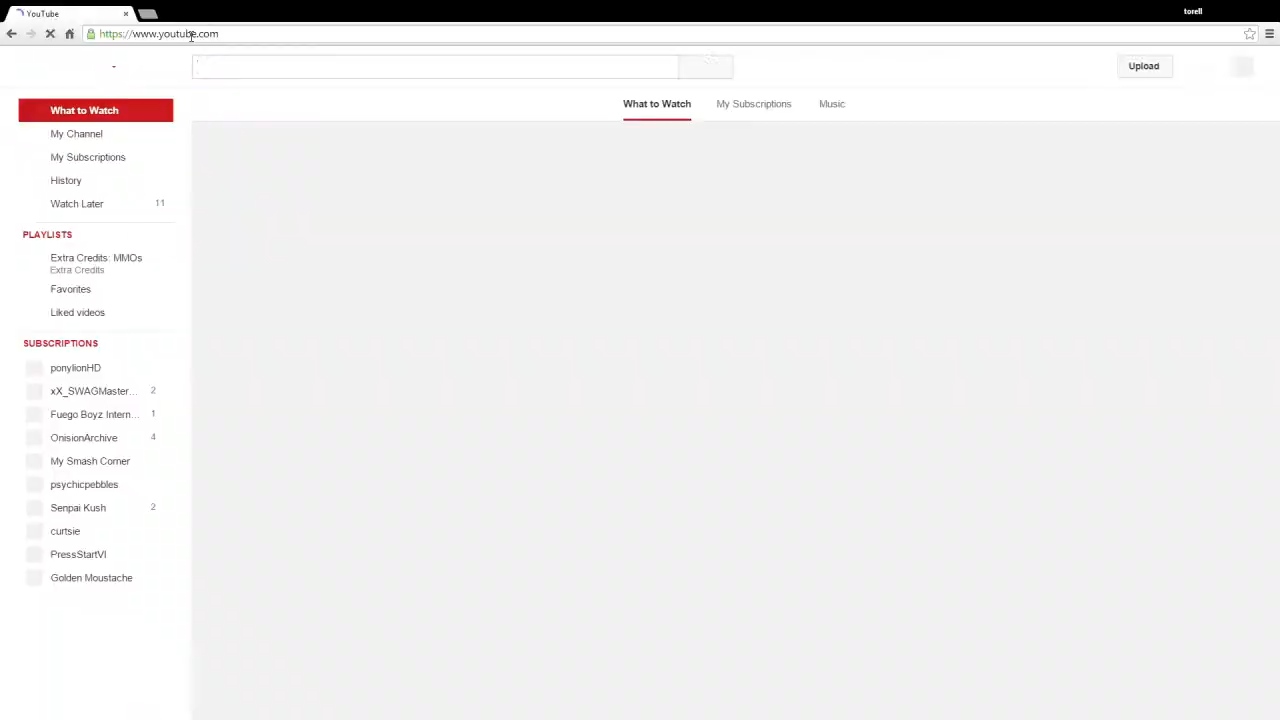 YouTube
torell
https://www.youtube.com
Upload
What to Watch
My Subscriptions
Music
What to Watch
My Channel
My Subscriptions
History
Watch Later 11
PLAYLISTS
Extra Credits: MMOs
Extra Credits
Favorites
Liked videos
SUBSCRIPTIONS
ponylionHD
xX_SWAGMaster... 2
Fuego Boyz Intern... 1
OnisionArchive 4
My Smash Corner
psychicpebbles
Senpai Kush 2
curtsie
PressStartVI
Golden Moustache